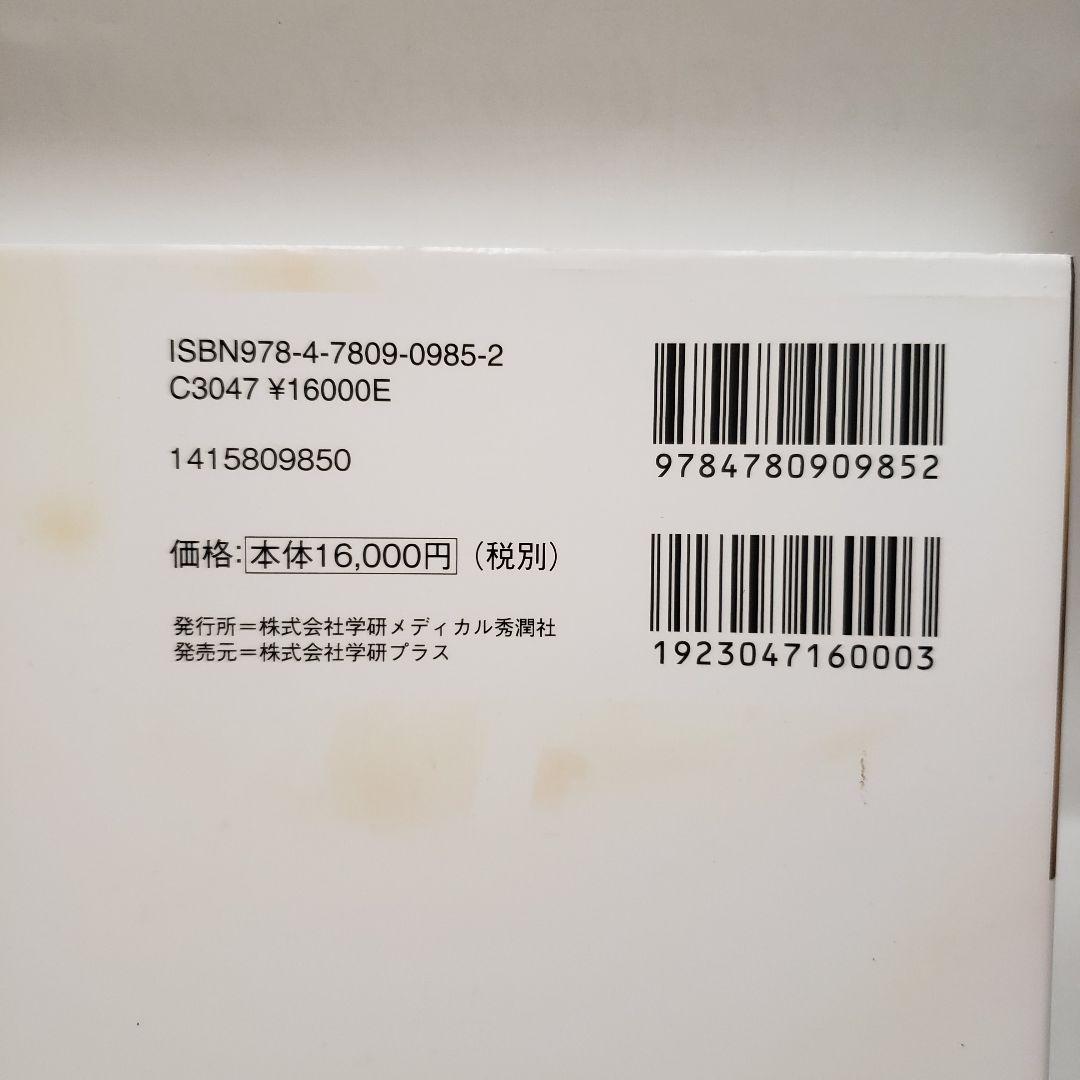 ISBN978-4-7809-0985-2
C3047 ¥16000E
1415809850
9784780909852
価格:本体16,000円（税別）
発行所＝株式会社学研メディカル秀潤社
発売元＝株式会社学研プラス
1923047160003